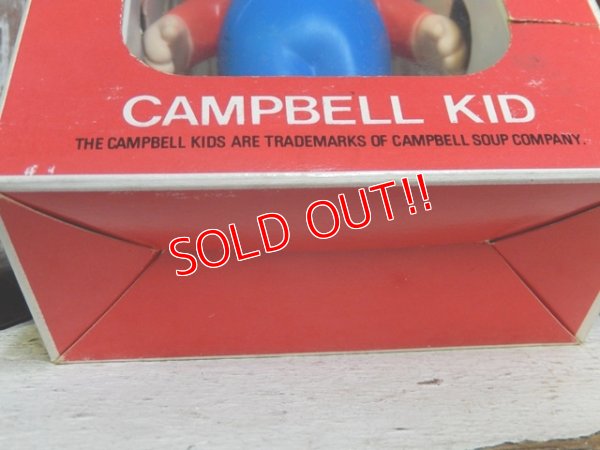 CAMPBELL KID
THE CAMPBELL KIDS ARE TRADEMARKS OF CAMPBELL SOUP COMPANY.
SOLD OUT!!